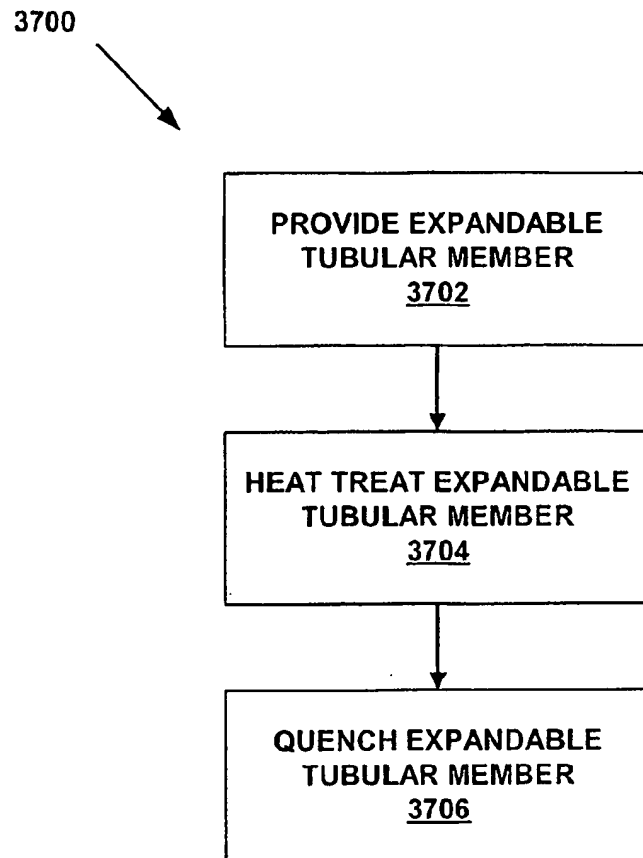 3700
PROVIDE EXPANDABLE
TUBULAR MEMBER
3702
HEAT TREAT EXPANDABLE
TUBULAR MEMBER
3704
QUENCH EXPANDABLE
TUBULAR MEMBER
3706